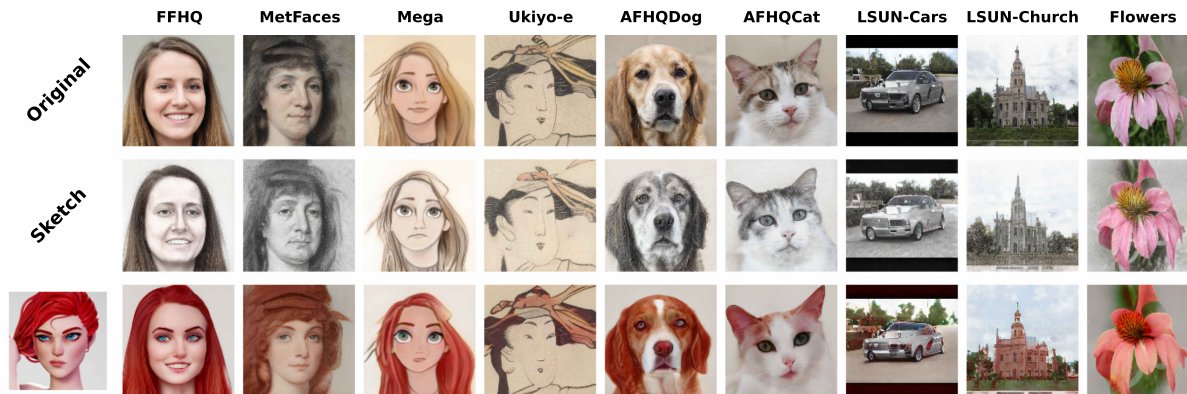 FFHQ MetFaces Mega Ukiyo-e AFHQDog AFHQCat LSUN-Cars LSUN-Church Flowers
Original
Sketch